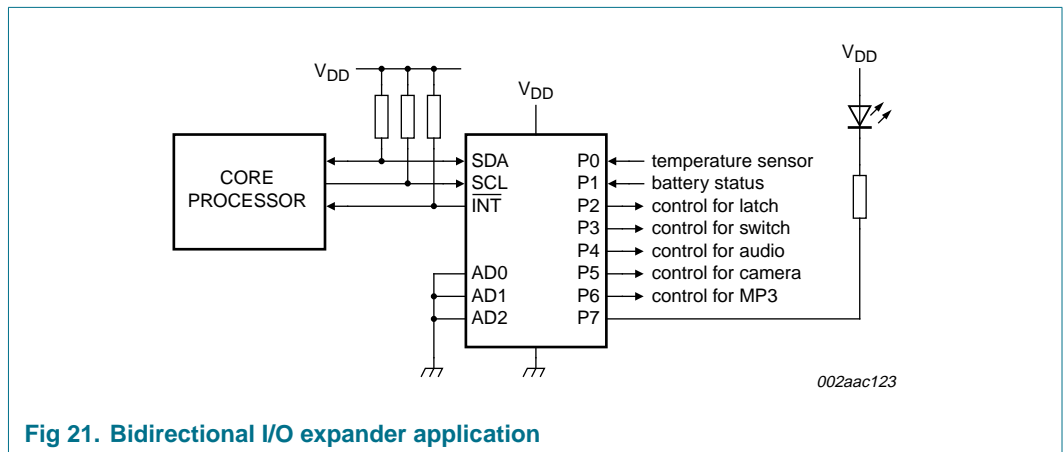 VDD
VDD
VDD
CORE
PROCESSOR
SDA
SCL
INT
AD0
AD1
AD2
P0
P1
P2
P3
P4
P5
P6
P7
temperature sensor
battery status
control for latch
control for switch
control for audio
control for camera
control for MP3
002aac123
Fig 21. Bidirectional I/O expander application